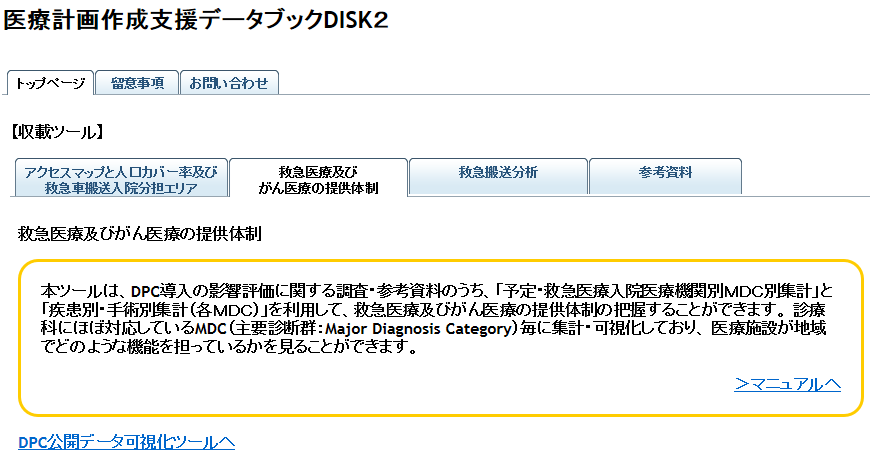 医療計画作成支援データブックDISK2
トップページ
留意事項
お問い合わせ
【収載ツール】
アクセスマップと人口カバー率及び
救急車搬送入院分担エリア
救急医療及び
がん医療の提供体制
救急搬送分析
参考資料
救急医療及びがん医療の提供体制
本ツールは、DPC導入の影響評価に関する調査・参考資料のうち、「予定・救急医療入院医療機関別MDC別集計」と
「疾患別・手術別集計（各MDC）」を利用して、救急医療及びがん医療の提供体制の把握することができます。診療
科にほぼ対応しているMDC（主要診断群：Major Diagnosis Category）毎に集計・可視化しており、医療施設が地域
でどのような機能を担っているかを見ることができます。
＞マニュアルへ
DPC公開データ可視化ツールへ